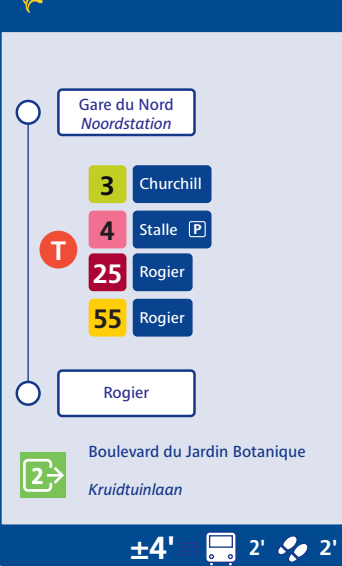 Gare du Nord
Noordstation
3 Churchill
T
4 Stalle P
25 Rogier
55 Rogier
Rogier
Boulevard du Jardin Botanique
2
Kruidtuinlaan
±4' 2' 2'